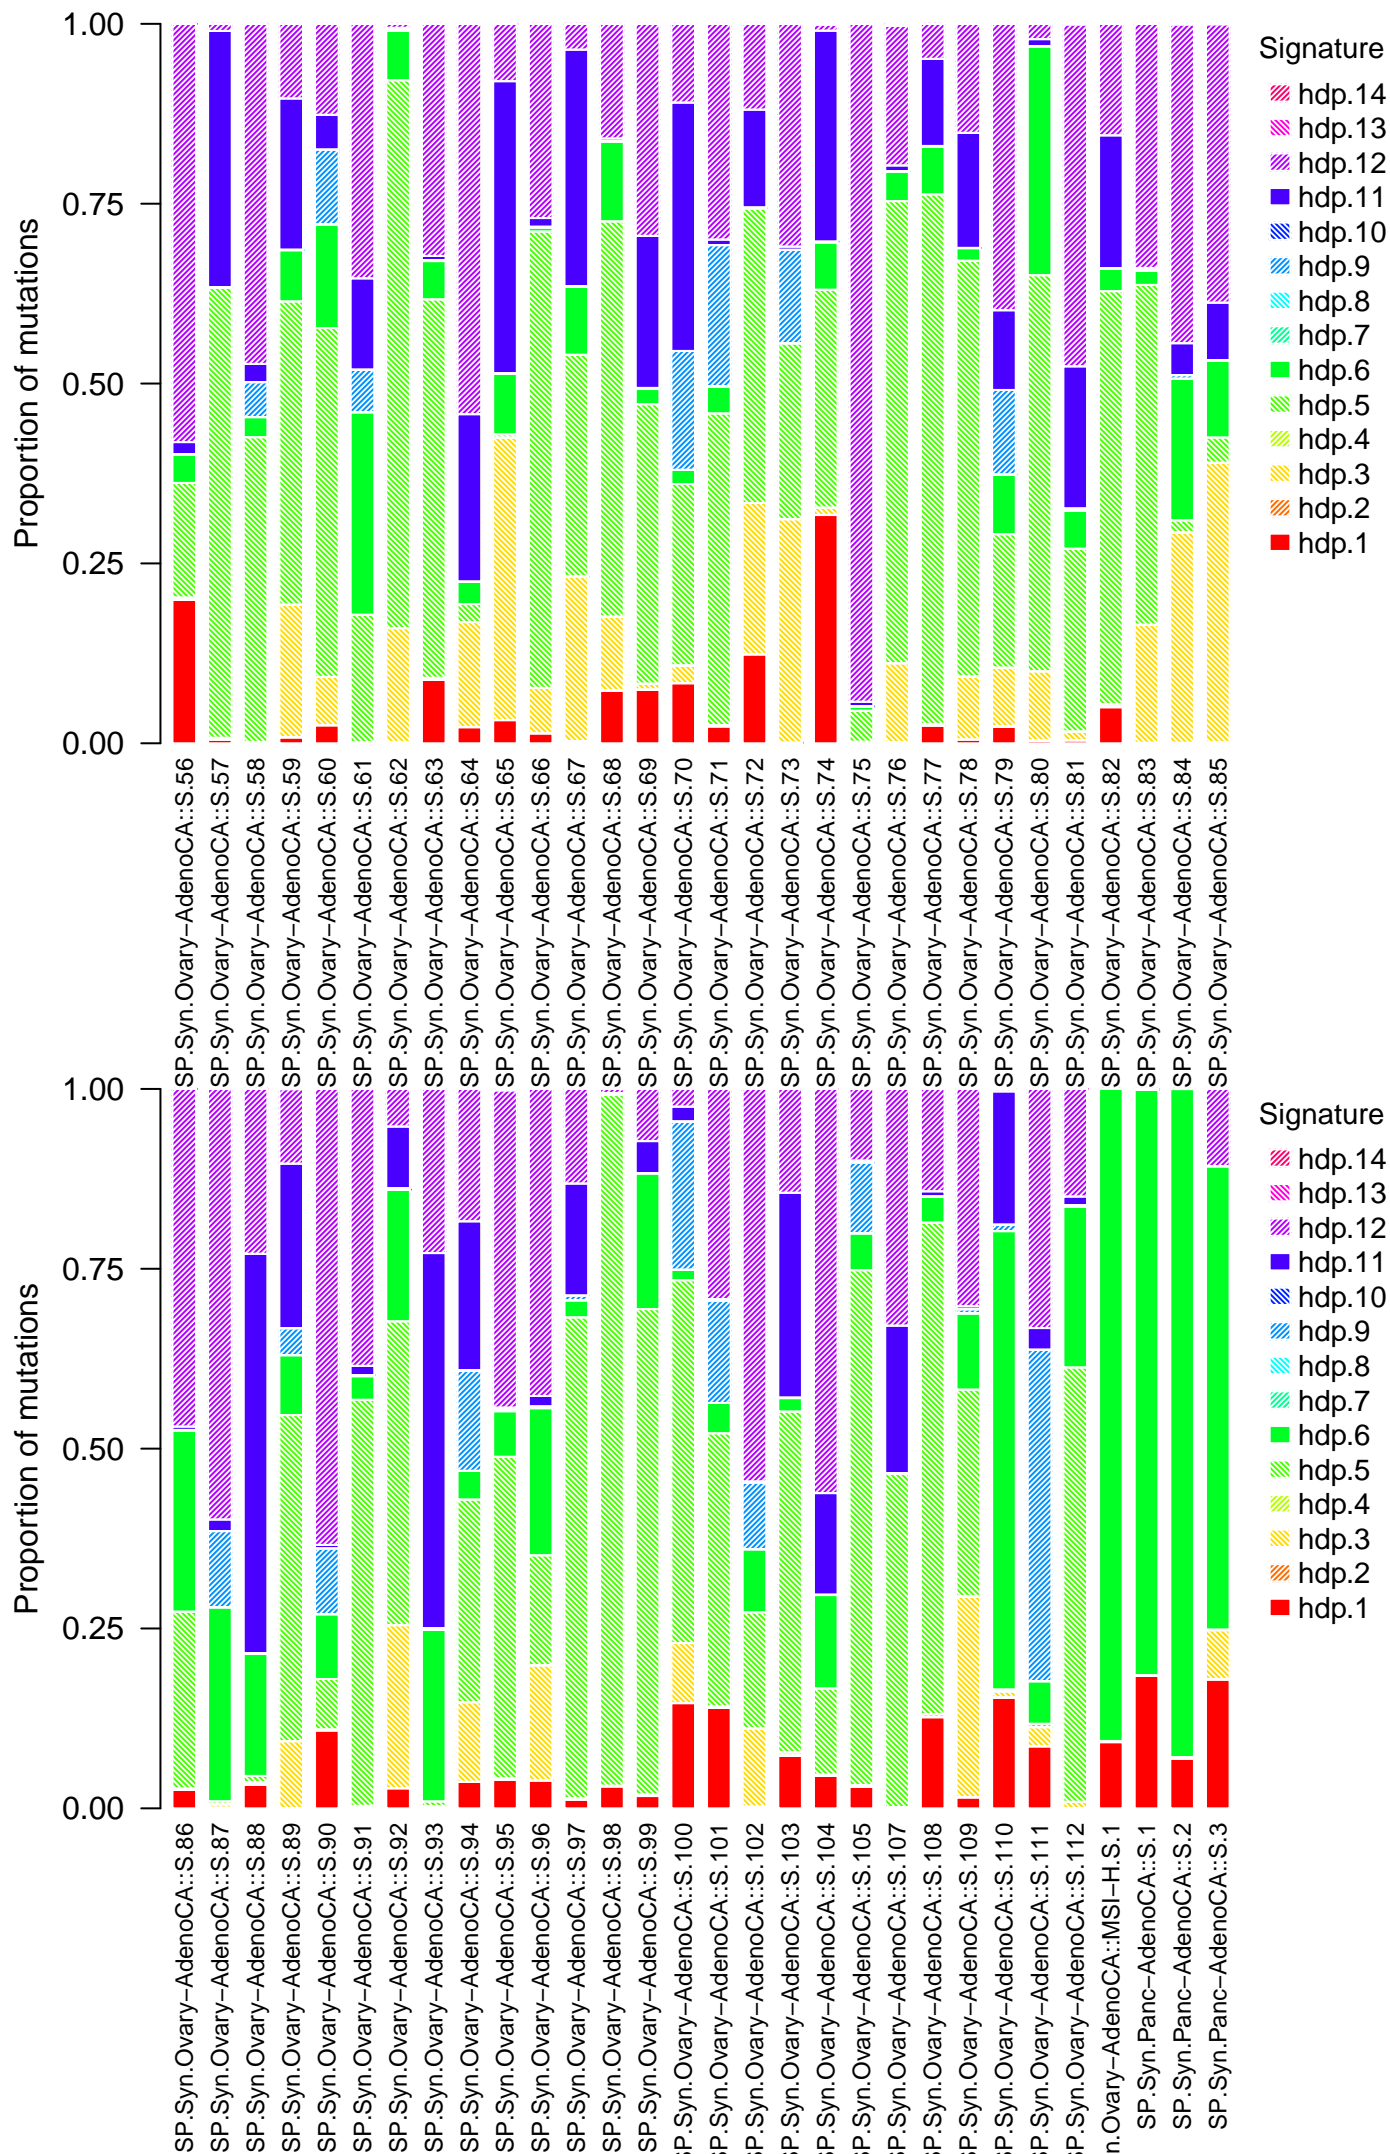 Proportion of mutations
1.00
0.75
0.50
0.25
0.00
SP.Syn.Ovary−AdenoCA::S.56
SP.Syn.Ovary−AdenoCA::S.57
SP.Syn.Ovary−AdenoCA::S.58
SP.Syn.Ovary−AdenoCA::S.59
SP.Syn.Ovary−AdenoCA::S.60
SP.Syn.Ovary−AdenoCA::S.61
SP.Syn.Ovary−AdenoCA::S.62
SP.Syn.Ovary−AdenoCA::S.63
SP.Syn.Ovary−AdenoCA::S.64
SP.Syn.Ovary−AdenoCA::S.65
SP.Syn.Ovary−AdenoCA::S.66
SP.Syn.Ovary−AdenoCA::S.67
SP.Syn.Ovary−AdenoCA::S.68
SP.Syn.Ovary−AdenoCA::S.69
SP.Syn.Ovary−AdenoCA::S.70
SP.Syn.Ovary−AdenoCA::S.71
SP.Syn.Ovary−AdenoCA::S.72
SP.Syn.Ovary−AdenoCA::S.73
SP.Syn.Ovary−AdenoCA::S.74
SP.Syn.Ovary−AdenoCA::S.75
SP.Syn.Ovary−AdenoCA::S.76
SP.Syn.Ovary−AdenoCA::S.77
SP.Syn.Ovary−AdenoCA::S.78
SP.Syn.Ovary−AdenoCA::S.79
SP.Syn.Ovary−AdenoCA::S.80
SP.Syn.Ovary−AdenoCA::S.81
SP.Syn.Ovary−AdenoCA::S.82
SP.Syn.Ovary−AdenoCA::S.83
SP.Syn.Ovary−AdenoCA::S.84
SP.Syn.Ovary−AdenoCA::S.85
Signature
hdp.14
hdp.13
hdp.12
hdp.11
hdp.10
hdp.9
hdp.8
hdp.7
hdp.6
hdp.5
hdp.4
hdp.3
hdp.2
hdp.1
Proportion of mutations
1.00
0.75
0.50
0.25
0.00
SP.Syn.Ovary−AdenoCA::S.86
SP.Syn.Ovary−AdenoCA::S.87
SP.Syn.Ovary−AdenoCA::S.88
SP.Syn.Ovary−AdenoCA::S.89
SP.Syn.Ovary−AdenoCA::S.90
SP.Syn.Ovary−AdenoCA::S.91
SP.Syn.Ovary−AdenoCA::S.92
SP.Syn.Ovary−AdenoCA::S.93
SP.Syn.Ovary−AdenoCA::S.94
SP.Syn.Ovary−AdenoCA::S.95
SP.Syn.Ovary−AdenoCA::S.96
SP.Syn.Ovary−AdenoCA::S.97
SP.Syn.Ovary−AdenoCA::S.98
SP.Syn.Ovary−AdenoCA::S.99
SP.Syn.Ovary−AdenoCA::S.100
SP.Syn.Ovary−AdenoCA::S.101
SP.Syn.Ovary−AdenoCA::S.102
SP.Syn.Ovary−AdenoCA::S.103
SP.Syn.Ovary−AdenoCA::S.104
SP.Syn.Ovary−AdenoCA::S.105
SP.Syn.Ovary−AdenoCA::S.107
SP.Syn.Ovary−AdenoCA::S.108
SP.Syn.Ovary−AdenoCA::S.109
SP.Syn.Ovary−AdenoCA::S.110
SP.Syn.Ovary−AdenoCA::S.111
SP.Syn.Ovary−AdenoCA::S.112
n.Ovary−AdenoCA::MSI−H.S.1
SP.Syn.Panc−AdenoCA::S.1
SP.Syn.Panc−AdenoCA::S.2
SP.Syn.Panc−AdenoCA::S.3
Signature
hdp.14
hdp.13
hdp.12
hdp.11
hdp.10
hdp.9
hdp.8
hdp.7
hdp.6
hdp.5
hdp.4
hdp.3
hdp.2
hdp.1